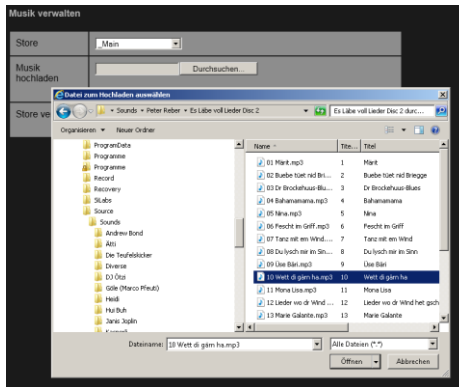 Musik verwalten
Store
_Main
Musik hochladen
Durchsuchen...
Store ve
Datei zum Hochladen auswählen
« Sounds » Peter Reber » Es Läbe voll Lieder Disc 2
Es Läbe voll Lieder Disc 2 durc...
Organisieren
Neuer Ordner
ProgramData
Programme
Programme
Record
Recovery
SiLabs
Source
Sounds
Andrew Bond
Ätti
Die Teufelskicker
Diverse
DJ Ötzi
Göle (Marco Pfeuti)
Heidi
Hui Buh
Janis Joplin
Name
Tite...
Titel
01 Märit.mp3 1 Märit
02 Buebe tüet nid Bri... 2 Buebe tüet nid Briegge
03 Dr Brockehuus-Blu... 3 Dr Brockehuus-Blues
04 Bahamamama.mp3 4 Bahamamama
05 Nina.mp3 5 Nina
06 Fescht im Griff.mp3 6 Fescht im Griff
07 Tanz mit em Wind.... 7 Tanz mit em Wind
08 Du lysch mir im Sinn 8 Du lysch mir im Sinn
09 Üse Bäri.mp3 9 Üse Bäri
10 Wett di gärn ha.mp3 10 Wett di gärn ha
11 Mona Lisa.mp3 11 Mona Lisa
12 Lieder wo dr Wind ... 12 Lieder wo dr Wind het gsch
13 Marie Galante.mp3 13 Marie Galante
Dateiname:
10 Wett di gärn ha.mp3
Alle Dateien (*.*)
Öffnen
Abbrechen